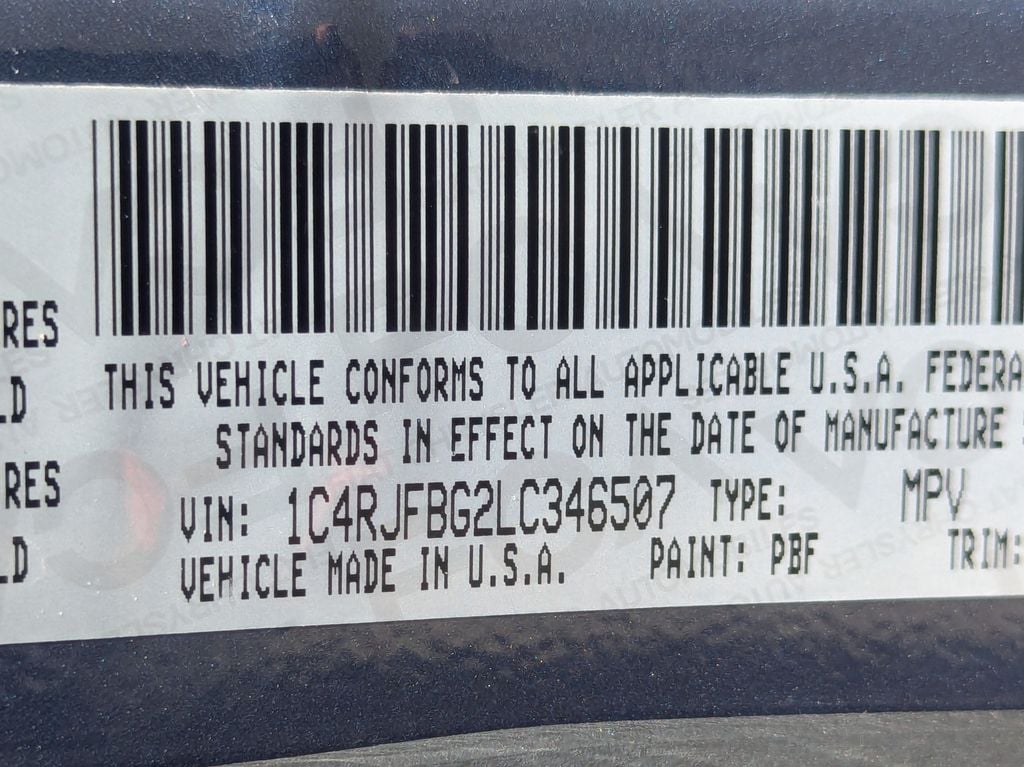 RES
THIS VEHICLE CONFORMS TO ALL APPLICABLE U.S.A. FEDERA
LD
STANDARDS IN EFFECT ON THE DATE OF MANUFACTURE
RES
VIN: 1C4RJFBG2LC346507 TYPE: MPV
LD
VEHICLE MADE IN U.S.A. PAINT: PBF TRIM: